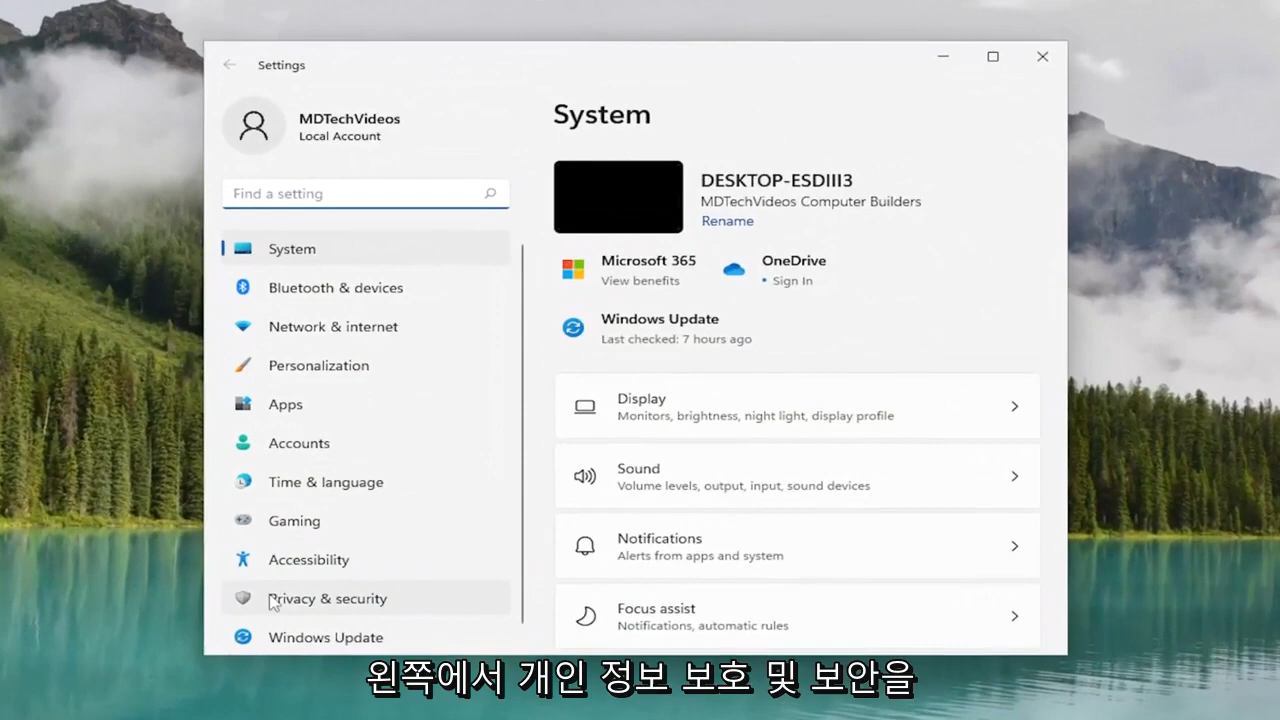 Settings
MDTechVideos
Local Account
Find a setting
System
Bluetooth & devices
Network & internet
Personalization
Apps
Accounts
Time & language
Gaming
Accessibility
Privacy & security
Windows Update
System
DESKTOP-ESDIII3
MDTechVideos Computer Builders
Rename
Microsoft 365
View benefits
OneDrive
• Sign In
Windows Update
Last checked: 7 hours ago
Display
Monitors, brightness, night light, display profile
Sound
Volume levels, output, input, sound devices
Notifications
Alerts from apps and system
Focus assist
Notifications, automatic rules
왼쪽에서 개인 정보 보호 및 보안을